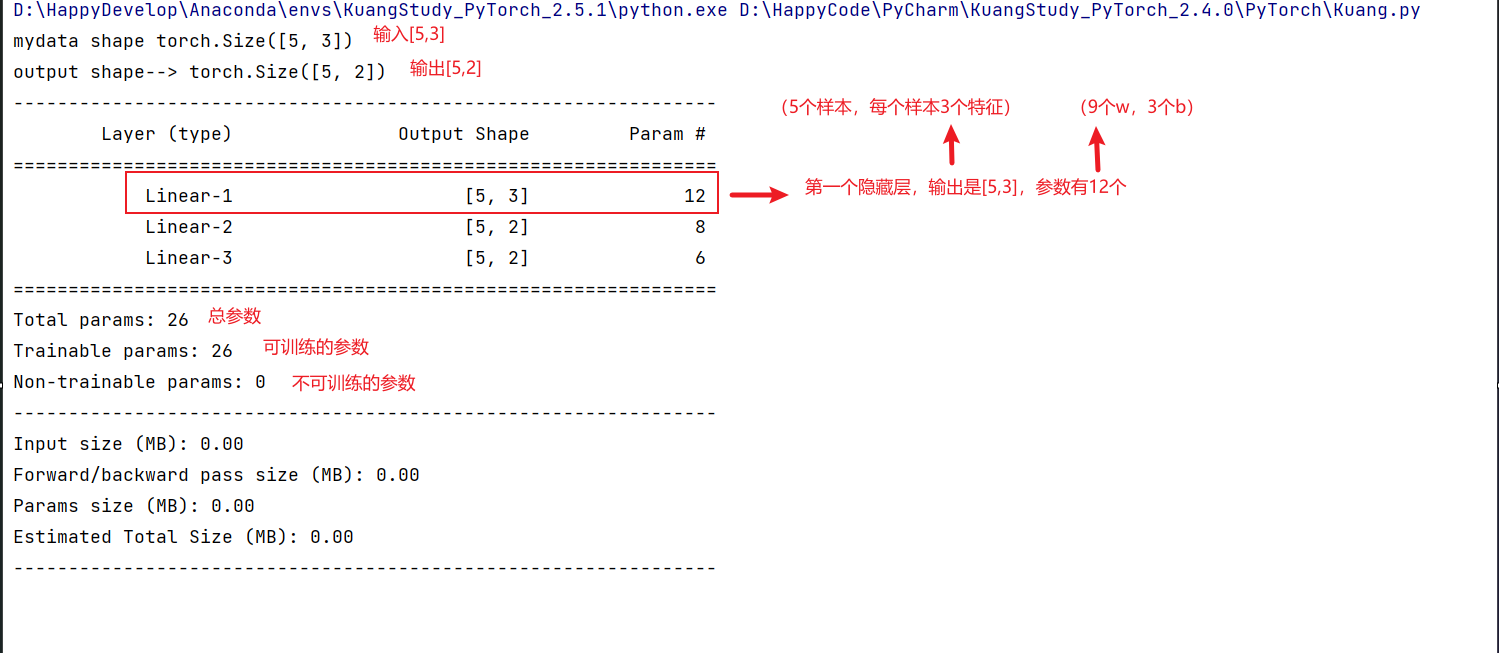 D:\HappyDevelop\Anaconda\envs\KuangStudy_PyTorch_2.5.1\python.exe D:\HappyCode\PyCharm\KuangStudy_PyTorch_2.4.0\PyTorch\Kuang.py
mydata shape torch.Size([5, 3]) 输入[5,3]
output shape--> torch.Size([5, 2]) 输出[5,2]
----------------------------------------------------------------
(5个样本，每个样本3个特征) (9个w，3个b)
Layer (type) Output Shape Param #
================================================================
Linear-1 [5, 3] 12 第一个隐藏层，输出是[5,3]，参数有12个
Linear-2 [5, 2] 8
Linear-3 [5, 2] 6
================================================================
Total params: 26 总参数
Trainable params: 26 可训练的参数
Non-trainable params: 0 不可训练的参数
----------------------------------------------------------------
Input size (MB): 0.00
Forward/backward pass size (MB): 0.00
Params size (MB): 0.00
Estimated Total Size (MB): 0.00
----------------------------------------------------------------